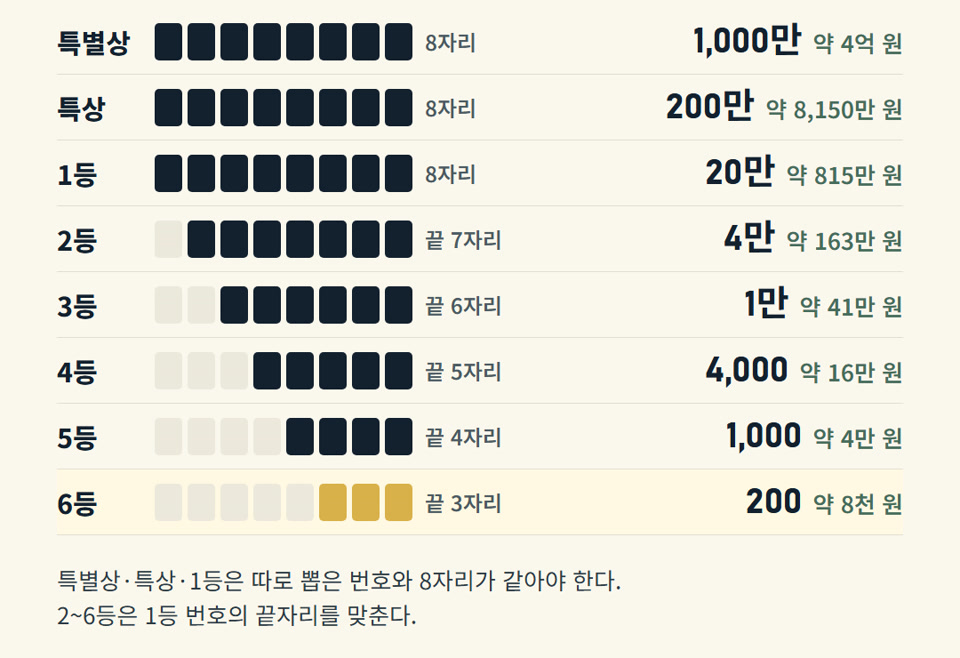 특별상 8자리 1,000만 약 4억 원
특상 8자리 200만 약 8,150만 원
1등 8자리 20만 약 815만 원
2등 끝 7자리 4만 약 163만 원
3등 끝 6자리 1만 약 41만 원
4등 끝 5자리 4,000 약 16만 원
5등 끝 4자리 1,000 약 4만 원
6등 끝 3자리 200 약 8천 원
특별상·특상·1등은 따로 뽑은 번호와 8자리가 같아야 한다.
2~6등은 1등 번호의 끝자리를 맞춘다.